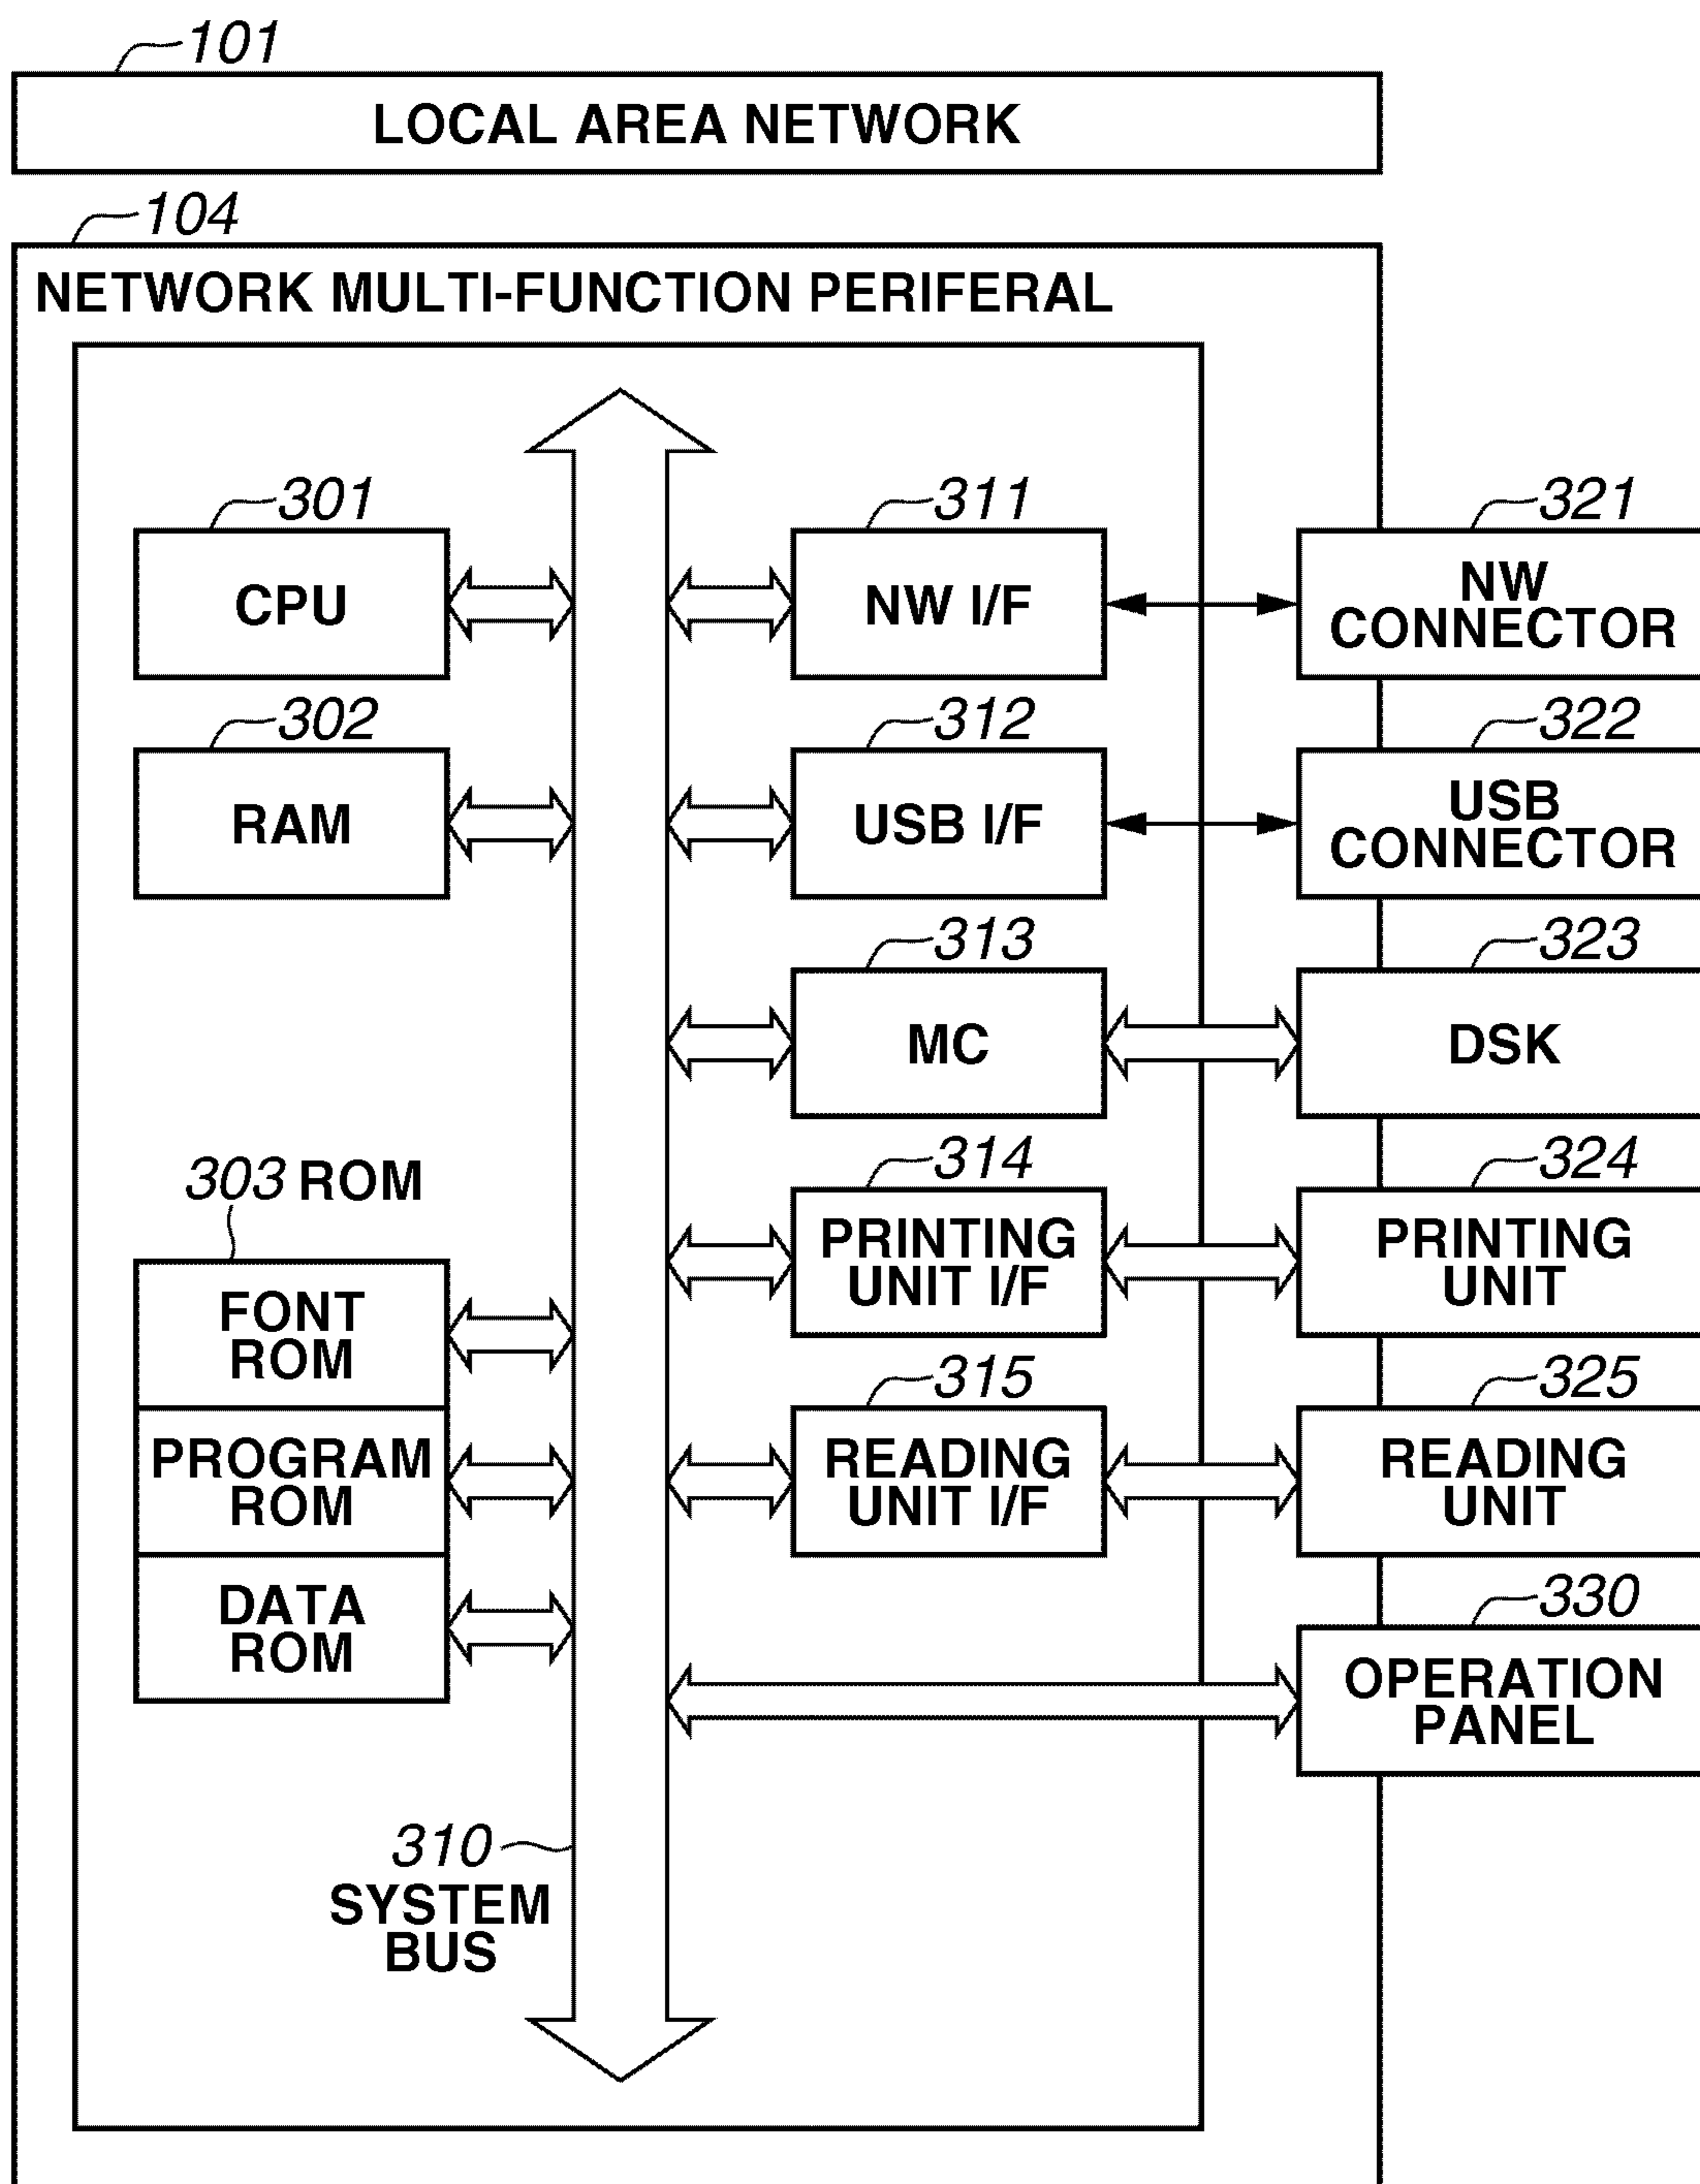 101
LOCAL AREA NETWORK
104
NETWORK MULTI-FUNCTION PERIFERAL
301
CPU
311
NW I/F
321
NW
CONNECTOR
302
RAM
312
USB I/F
322
USB
CONNECTOR
313
MC
323
DSK
303 ROM
FONT
ROM
PROGRAM
ROM
DATA
ROM
314
PRINTING
UNIT I/F
324
PRINTING
UNIT
315
READING
UNIT I/F
325
READING
UNIT
330
OPERATION
PANEL
310
SYSTEM
BUS